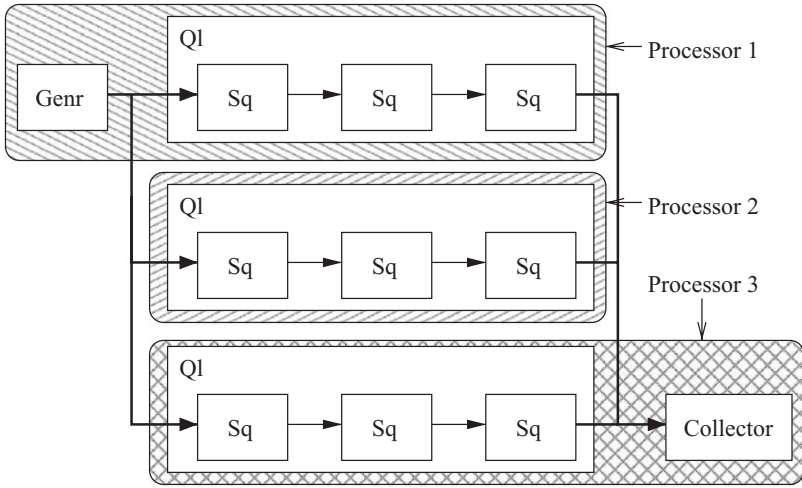 Ql
Processor 1
Genr
Sq
Sq
Sq
Ql
Processor 2
Sq
Sq
Sq
Processor 3
Ql
Sq
Sq
Sq
Collector